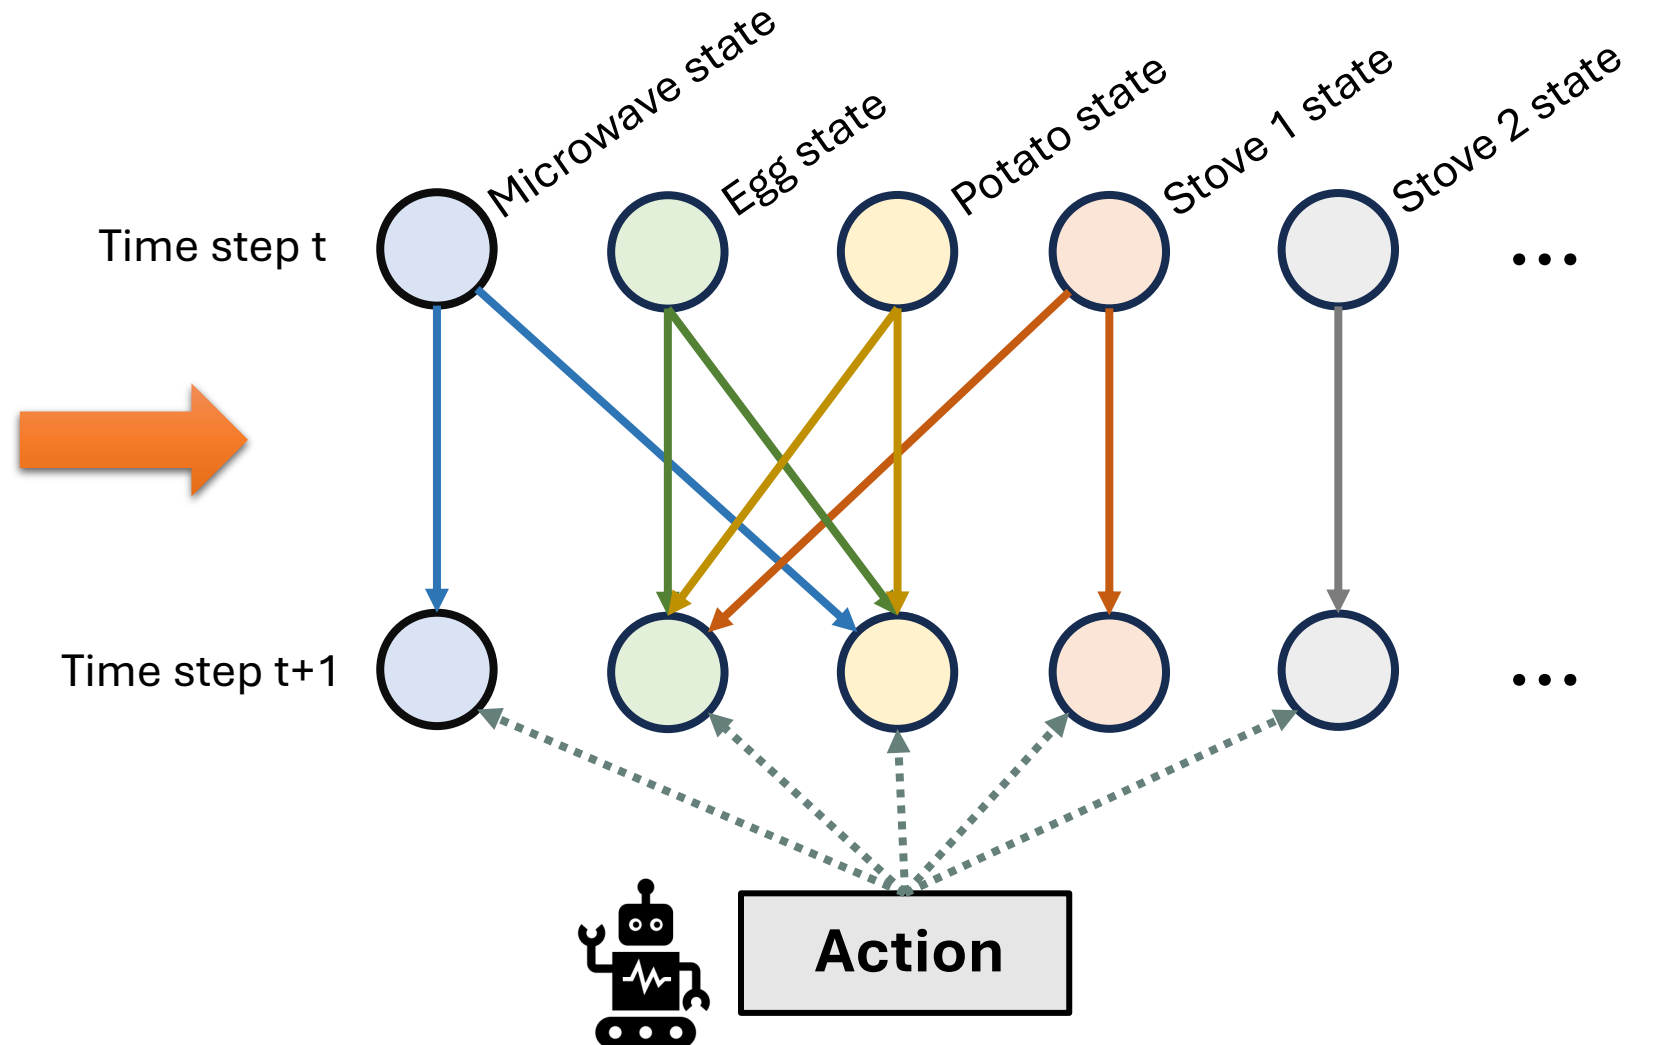 Microwave state
Egg state
Potato state
Stove 1 state
Stove 2 state
Time step t
...
Time step t+1
...
Action